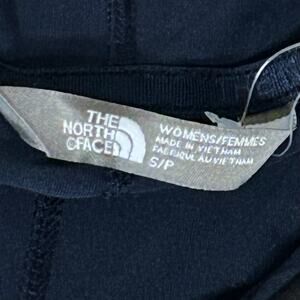 THE
NORTH
FACE
WOMENS/FEMMES
MADE IN VIETNAM
FABRIQUÉ AU VIETNAM
S/P